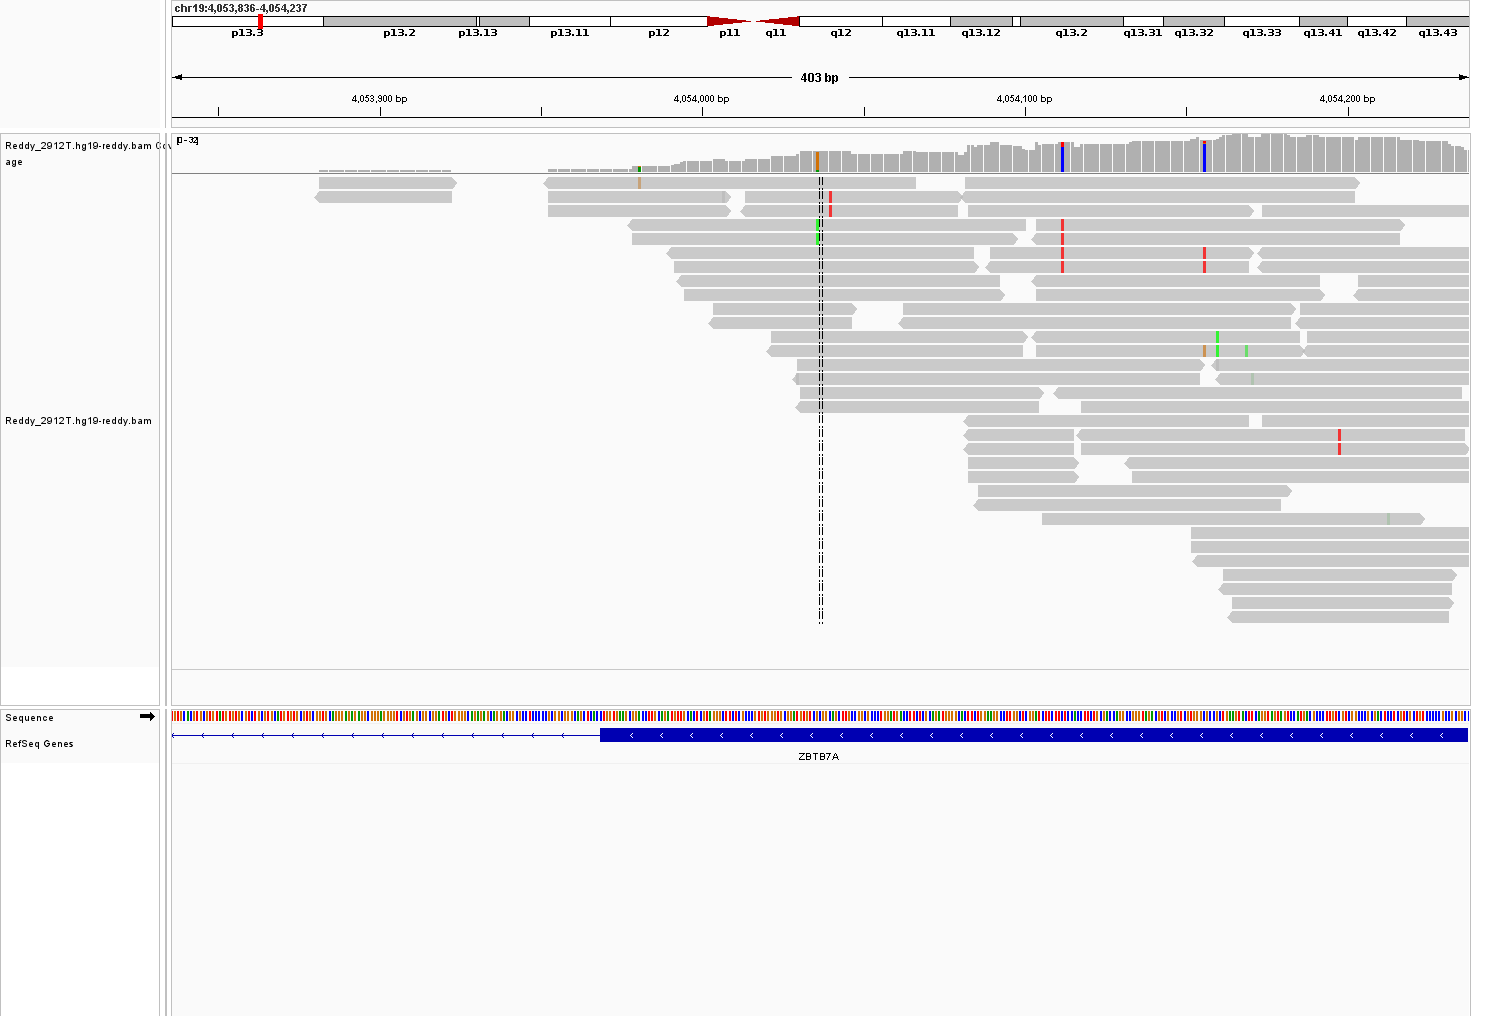 chr19:4,053,836-4,054,237
p13.3 p13.2 p13.13 p13.11 p12 p11 q11 q12 q13.11 q13.12 q13.2 q13.31 q13.32 q13.33 q13.41 q13.42 q13.43
403 bp
4,053,900 bp 4,054,000 bp 4,054,100 bp 4,054,200 bp
[0-32]
Reddy_2912T.hg19-reddy.bam Cov
age
Reddy_2912T.hg19-reddy.bam
Sequence
RefSeq Genes
ZBTB7A